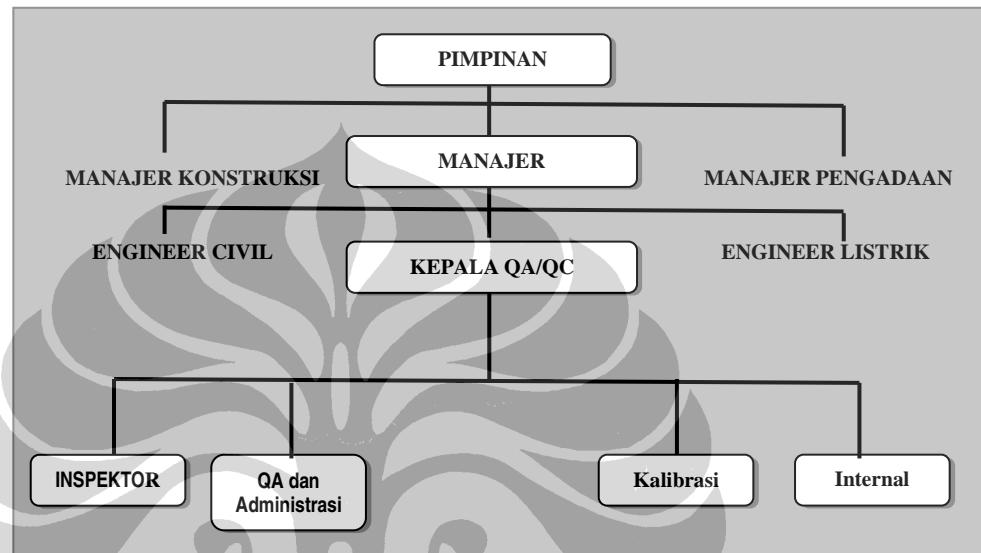 PIMPINAN
MANAJER KONSTRUKSI
MANAJER
MANAJER PENGADAAN
ENGINEER CIVIL
KEPALA QA/QC
ENGINEER LISTRIK
INSPEKTOR
QA dan
Administrasi
Kalibrasi
Internal